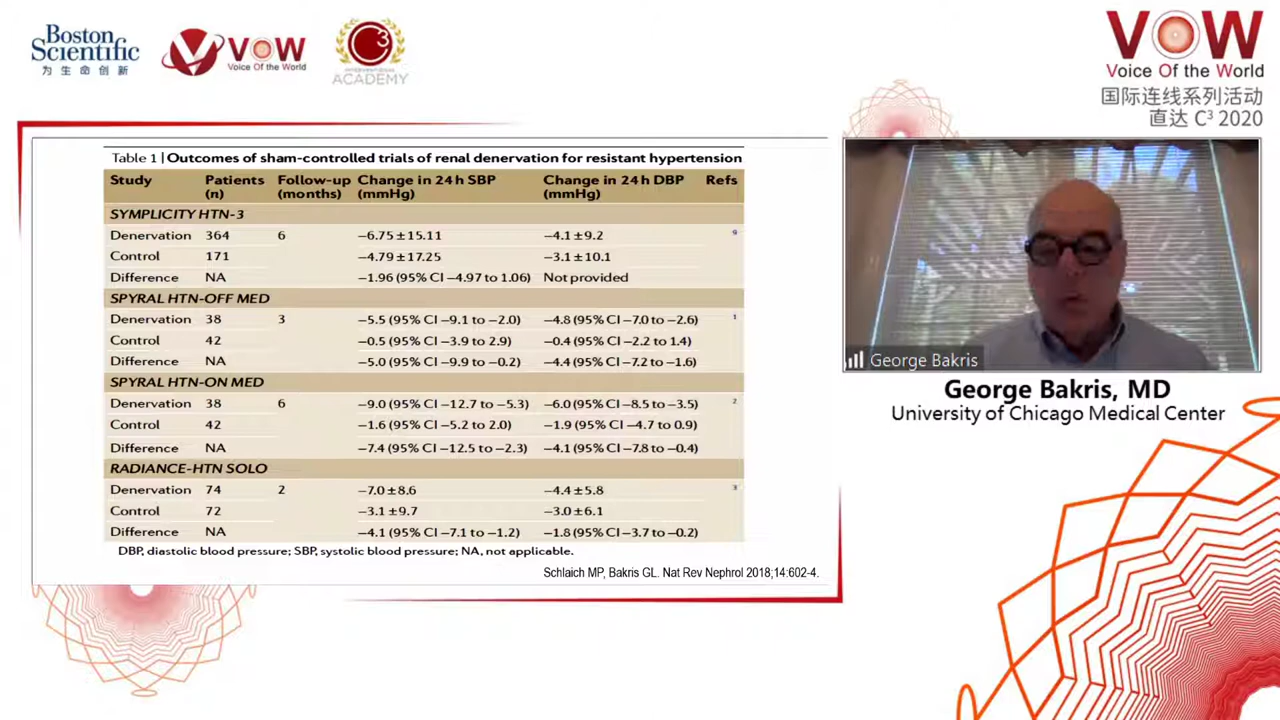 Boston
Scientific
为生命创新
VOW
Voice Of the World
C3
ACADEMY
VOW
Voice Of the World
国际连线系列活动
直达 C³ 2020
Table 1 | Outcomes of sham-controlled trials of renal denervation for resistant hypertension
Study Patients (n) Follow-up (months) Change in 24 h SBP (mmHg) Change in 24 h DBP (mmHg) Refs
SYMPLICITY HTN-3
Denervation 364 6 −6.75 ± 15.11 −4.1 ± 9.2 9
Control 171 −4.79 ± 17.25 −3.1 ± 10.1
Difference NA −1.96 (95% CI −4.97 to 1.06) Not provided
SPYRAL HTN-OFF MED
Denervation 38 3 −5.5 (95% CI −9.1 to −2.0) −4.8 (95% CI −7.0 to −2.6) 1
Control 42 −0.5 (95% CI −3.9 to 2.9) −0.4 (95% CI −2.2 to 1.4)
Difference NA −5.0 (95% CI −9.9 to −0.2) −4.4 (95% CI −7.2 to −1.6)
SPYRAL HTN-ON MED
Denervation 38 6 −9.0 (95% CI −12.7 to −5.3) −6.0 (95% CI −8.5 to −3.5) 2
Control 42 −1.6 (95% CI −5.2 to 2.0) −1.9 (95% CI −4.7 to 0.9)
Difference NA −7.4 (95% CI −12.5 to −2.3) −4.1 (95% CI −7.8 to −0.4)
RADIANCE-HTN SOLO
Denervation 74 2 −7.0 ± 8.6 −4.4 ± 5.8 3
Control 72 −3.1 ± 9.7 −3.0 ± 6.1
Difference NA −4.1 (95% CI −7.1 to −1.2) −1.8 (95% CI −3.7 to −0.2)
DBP, diastolic blood pressure; SBP, systolic blood pressure; NA, not applicable.
Schlaich MP, Bakris GL. Nat Rev Nephrol 2018;14:602-4.
George Bakris
George Bakris, MD
University of Chicago Medical Center